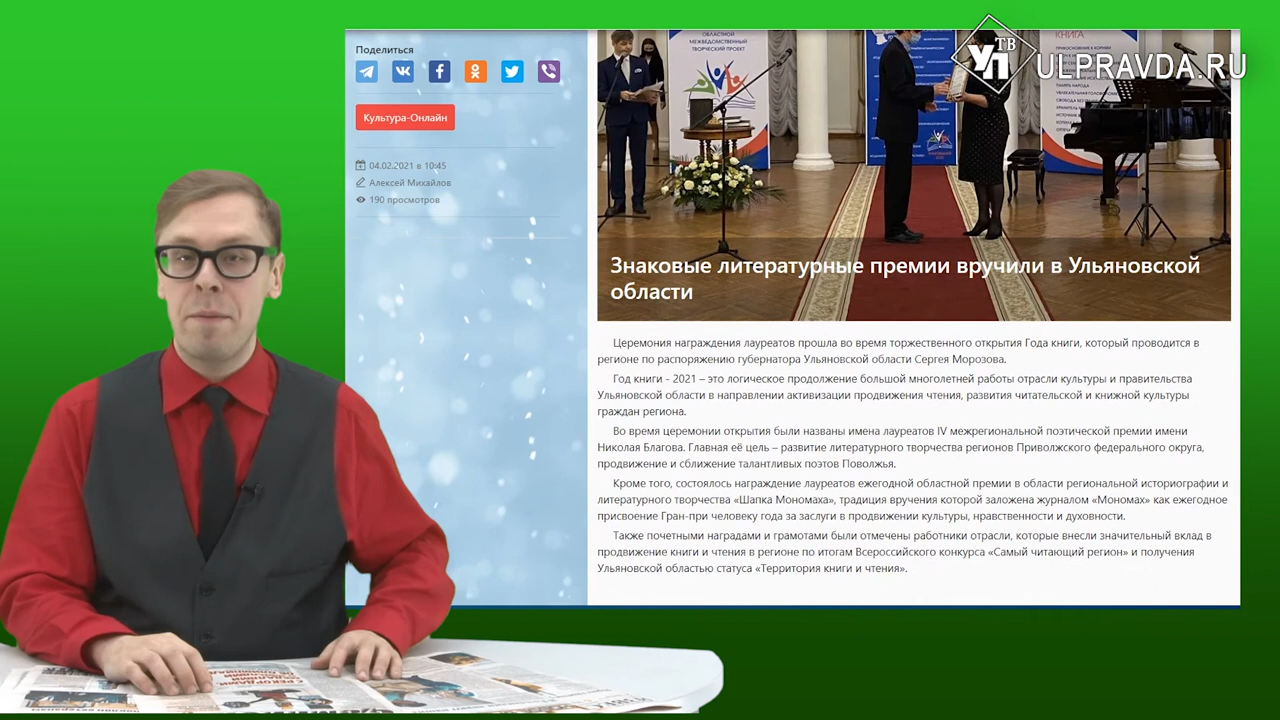 Поделиться
Культура-Онлайн
04.02.2021 в 10:45
Алексей Михайлов
190 просмотров
ОБЛАСТНОЙ
МЕЖВЕДОМСТВЕННЫЙ
ТВОРЧЕСКИЙ ПРОЕКТ
КНИГА
УП ТВ
ULPRAVDA.RU
Знаковые литературные премии вручили в Ульяновской
области
Церемония награждения лауреатов прошла во время торжественного открытия Года книги, который проводится в
регионе по распоряжению губернатора Ульяновской области Сергея Морозова.
Год книги - 2021 – это логическое продолжение большой многолетней работы отрасли культуры и правительства
Ульяновской области в направлении активизации продвижения чтения, развития читательской и книжной культуры
граждан региона.
Во время церемонии открытия были названы имена лауреатов IV межрегиональной поэтической премии имени
Николая Благова. Главная её цель – развитие литературного творчества регионов Приволжского федерального округа,
продвижение и сближение талантливых поэтов Поволжья.
Кроме того, состоялось награждение лауреатов ежегодной областной премии в области региональной историографии и
литературного творчества «Шапка Мономаха», традиция вручения которой заложена журналом «Мономах» как ежегодное
присвоение Гран-при человеку года за заслуги в продвижении культуры, нравственности и духовности.
Также почетными наградами и грамотами были отмечены работники отрасли, которые внесли значительный вклад в
продвижение книги и чтения в регионе по итогам Всероссийского конкурса «Самый читающий регион» и получения
Ульяновской областью статуса «Территория книги и чтения».